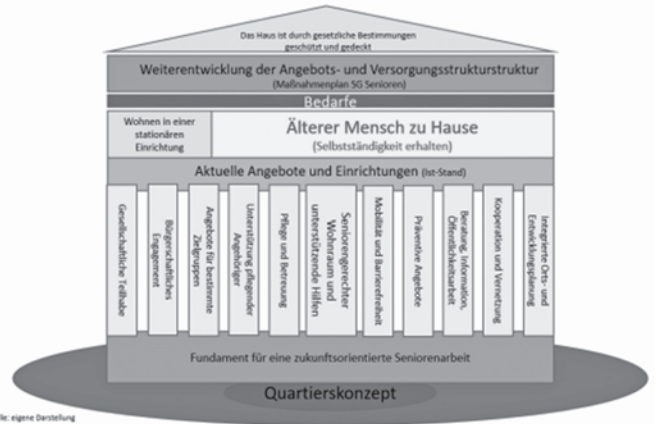 Das Haus ist durch gesetzliche Bestimmungen
geschützt und gedeckt
Weiterentwicklung der Angebots- und Versorgungsstrukturstruktur
(Maßnahmenplan SG Senioren)
Bedarfe
Wohnen in einer
stationären
Einrichtung
Älterer Mensch zu Hause
(Selbstständigkeit erhalten)
Aktuelle Angebote und Einrichtungen (Ist-Stand)
Gesellschaftliche Teilhabe
Bürgerschaftliches
Engagement
Angebote für bestimmte
Zielgruppen
Unterstützung pflegender
Angehöriger
Pflege und Betreuung
Seniorengerechter
Wohnraum und
unterstützende Hilfen
Mobilität und Barrierefreiheit
Präventive Angebote
Beratung, Information,
Öffentlichkeitsarbeit
Kooperation und Vernetzung
Integrierte Orts- und
Entwicklungsplanung
Fundament für eine zukunftsorientierte Seniorenarbeit
Quartierskonzept
lle: eigene Darstellung